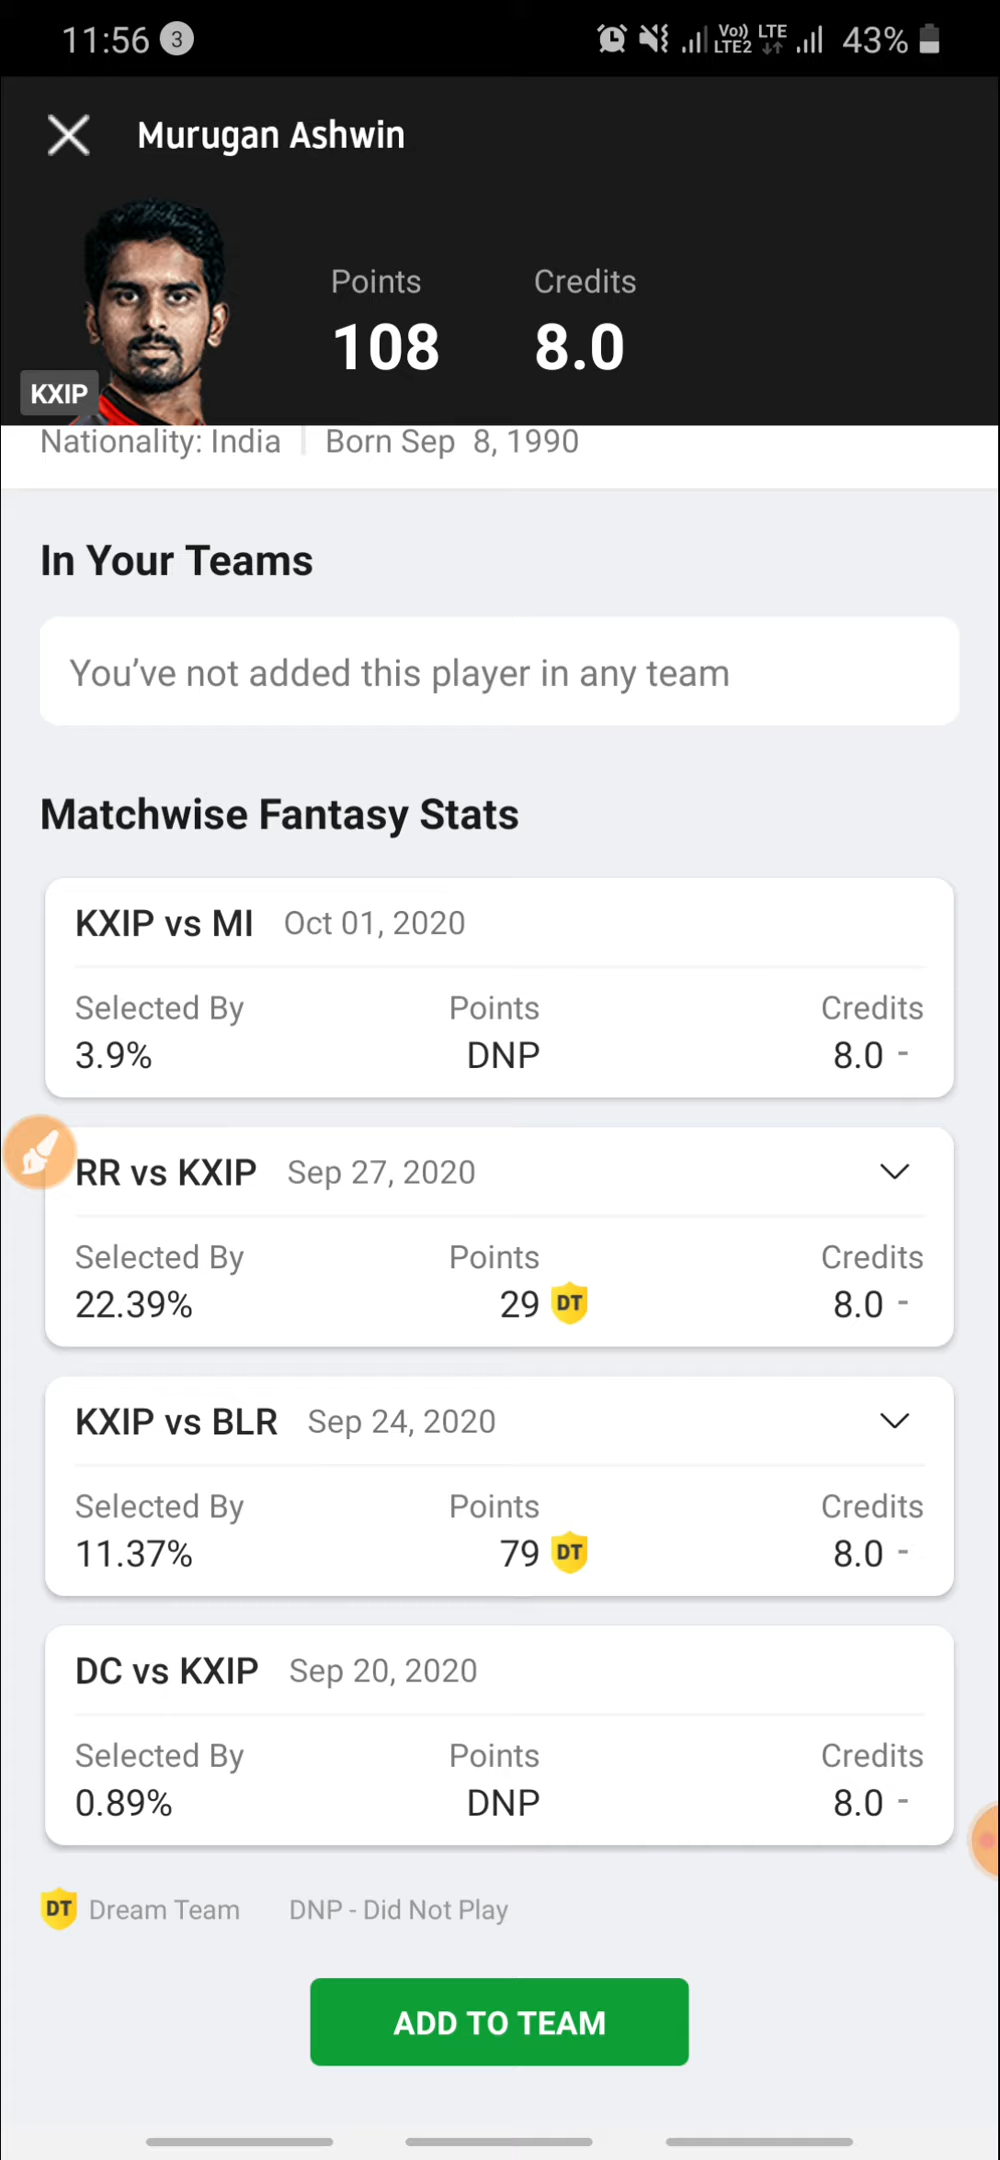 11:56 3 Vo)) LTE2 LTE 43%
Murugan Ashwin
Points Credits
108 8.0
KXIP
Nationality: India Born Sep 8, 1990
In Your Teams
You've not added this player in any team
Matchwise Fantasy Stats
KXIP vs MI Oct 01, 2020
Selected By Points Credits
3.9% DNP 8.0 -
RR vs KXIP Sep 27, 2020
Selected By Points Credits
22.39% 29 DT 8.0 -
KXIP vs BLR Sep 24, 2020
Selected By Points Credits
11.37% 79 DT 8.0 -
DC vs KXIP Sep 20, 2020
Selected By Points Credits
0.89% DNP 8.0 -
DT Dream Team DNP - Did Not Play
ADD TO TEAM